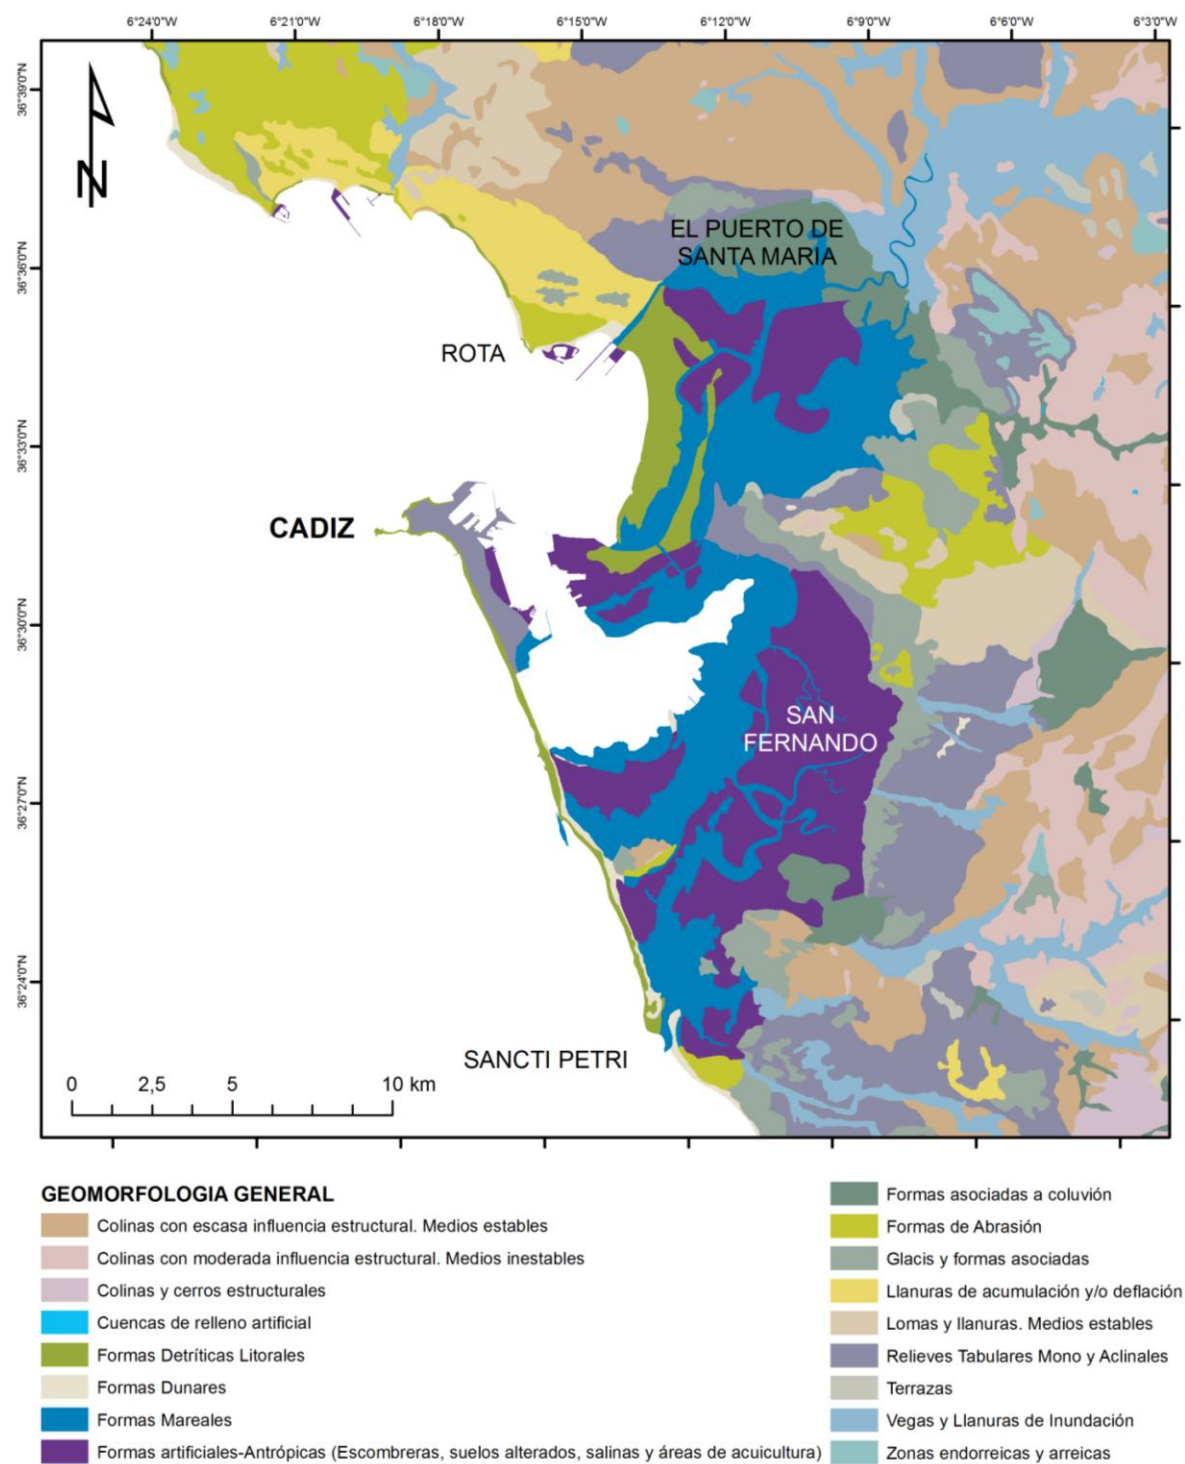 6°24'0"W 6°21'0"W 6°18'0"W 6°15'0"W 6°12'0"W 6°9'0"W 6°60'0"W 6°3'0"W
36°39'0"N
N
36°36'0"N
EL PUERTO DE
SANTA MARIA
ROTA
36°33'0"N
CADIZ
36°30'0"N
SAN
FERNANDO
36°27'0"N
36°24'0"N
SANCTI PETRI
0 2,5 5 10 km
GEOMORFOLOGIA GENERAL
Colinas con escasa influencia estructural. Medios estables
Colinas con moderada influencia estructural. Medios inestables
Colinas y cerros estructurales
Cuencas de relleno artificial
Formas Detríticas Litorales
Formas Dunares
Formas Mareales
Formas artificiales-Antrópicas (Escombreras, suelos alterados, salinas y áreas de acuicultura)
Formas asociadas a coluvión
Formas de Abrasión
Glacis y formas asociadas
Llanuras de acumulación y/o deflación
Lomas y llanuras. Medios estables
Relieves Tabulares Mono y Aclinales
Terrazas
Vegas y Llanuras de Inundación
Zonas endorreicas y arreicas